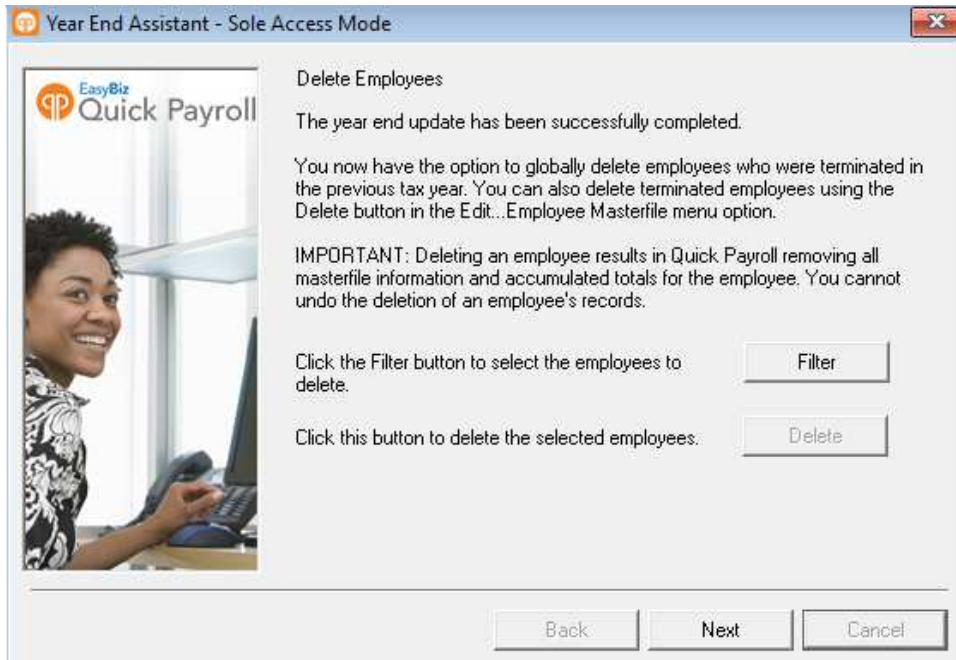 Year End Assistant - Sole Access Mode
EasyBiz
Quick Payroll
Delete Employees
The year end update has been successfully completed.
You now have the option to globally delete employees who were terminated in
the previous tax year. You can also delete terminated employees using the
Delete button in the Edit...Employee Masterfile menu option.
IMPORTANT: Deleting an employee results in Quick Payroll removing all
masterfile information and accumulated totals for the employee. You cannot
undo the deletion of an employee's records.
Click the Filter button to select the employees to
delete.
Filter
Click this button to delete the selected employees.
Delete
Back
Next
Cancel